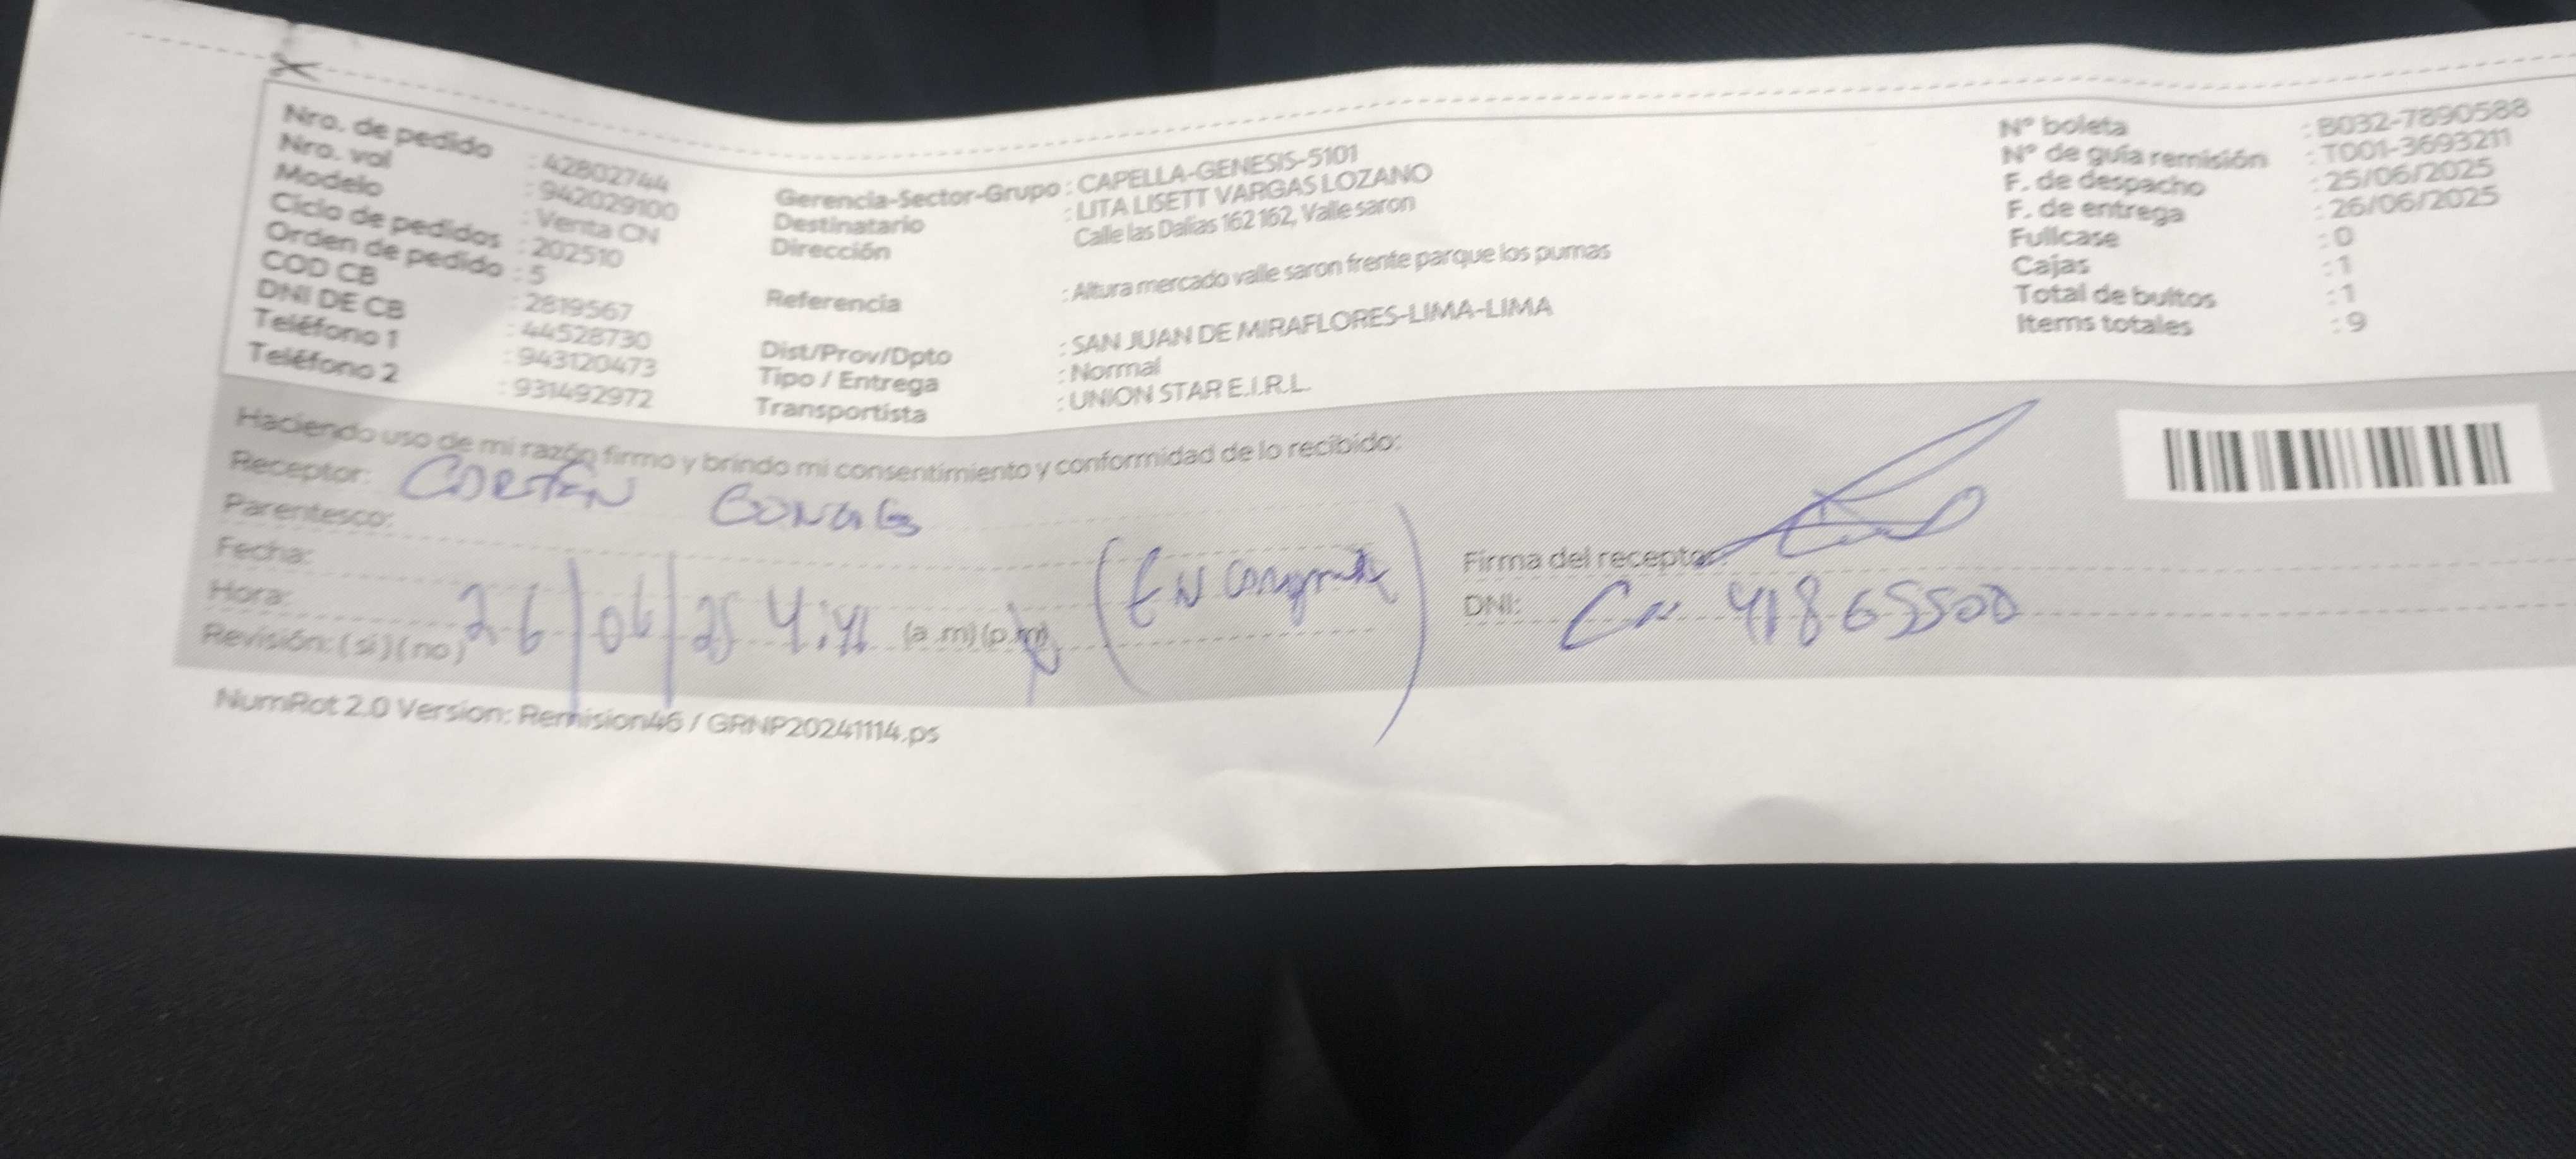 Nro. de pedido : 42802744
Nro. val : 942029100
Modelo : Venta CN
Ciclo de pedidos : 202510
Orden de pedido : 5
COD CB : 2819567
DNI DE CB : 44528730
Teléfono 1 : 943120473
Teléfono 2 : 931492972
Gerencia-Sector-Grupo : CAPELLA-GENESIS-5101
Destinatario : LITA LISETT VARGAS LOZANO
Dirección Calle las Dalias 162 162, Valle saron
Referencia : Altura mercado valle saron frente parque los pumas
Dist/Prov/Dpto : SAN JUAN DE MIRAFLORES-LIMA-LIMA
Tipo / Entrega : Normal
Transportista : UNION STAR E.I.R.L.
N° boleta : B032-7890588
N° de guía remisión : T001-3693211
F. de despacho : 25/06/2025
F. de entrega : 26/06/2025
Fullcase : 0
Cajas : 1
Total de bultos : 1
Items totales : 9
Haciendo uso de mi razón firmo y brindo mi consentimiento y conformidad de lo recibido:
Receptor:
Parentesco:
Fecha: 26/06/25
Hora: 4:41 (a .m) (p.m)
Revisión: ( si ) ( no )
Firma del receptor:
DNI: 41865500
NumRot 2.0 Version: Remision46 / GRNP20241114.ps